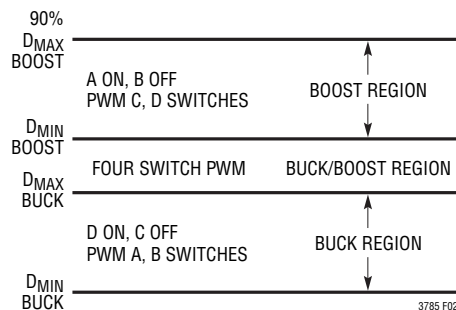 90%
DMAX
BOOST
A ON, B OFF
PWM C, D SWITCHES
BOOST REGION
DMIN
BOOST
FOUR SWITCH PWM
BUCK/BOOST REGION
DMAX
BUCK
D ON, C OFF
PWM A, B SWITCHES
BUCK REGION
DMIN
BUCK
3785 F02